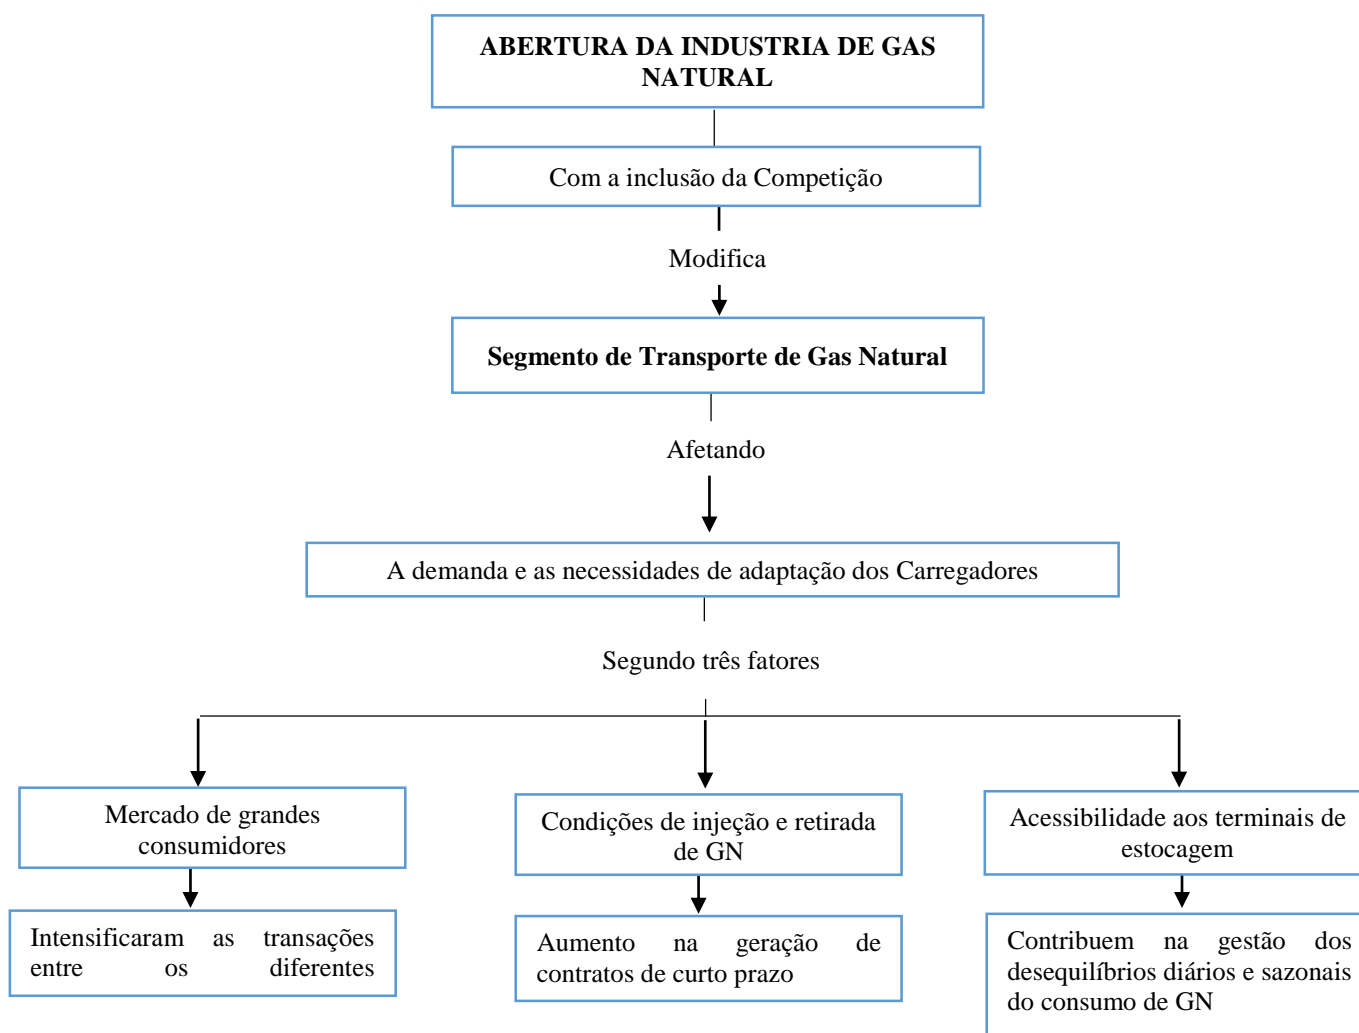 ABERTURA DA INDUSTRIA DE GAS
NATURAL
Com a inclusão da Competição
Modifica
Segmento de Transporte de Gas Natural
Afetando
A demanda e as necessidades de adaptação dos Carregadores
Segundo três fatores
Mercado de grandes
consumidores
Condições de injeção e retirada
de GN
Acessibilidade aos terminais de
estocagem
Intensificaram as transações
entre os diferentes
Aumento na geração de
contratos de curto prazo
Contribuem na gestão dos
desequilíbrios diários e sazonais
do consumo de GN